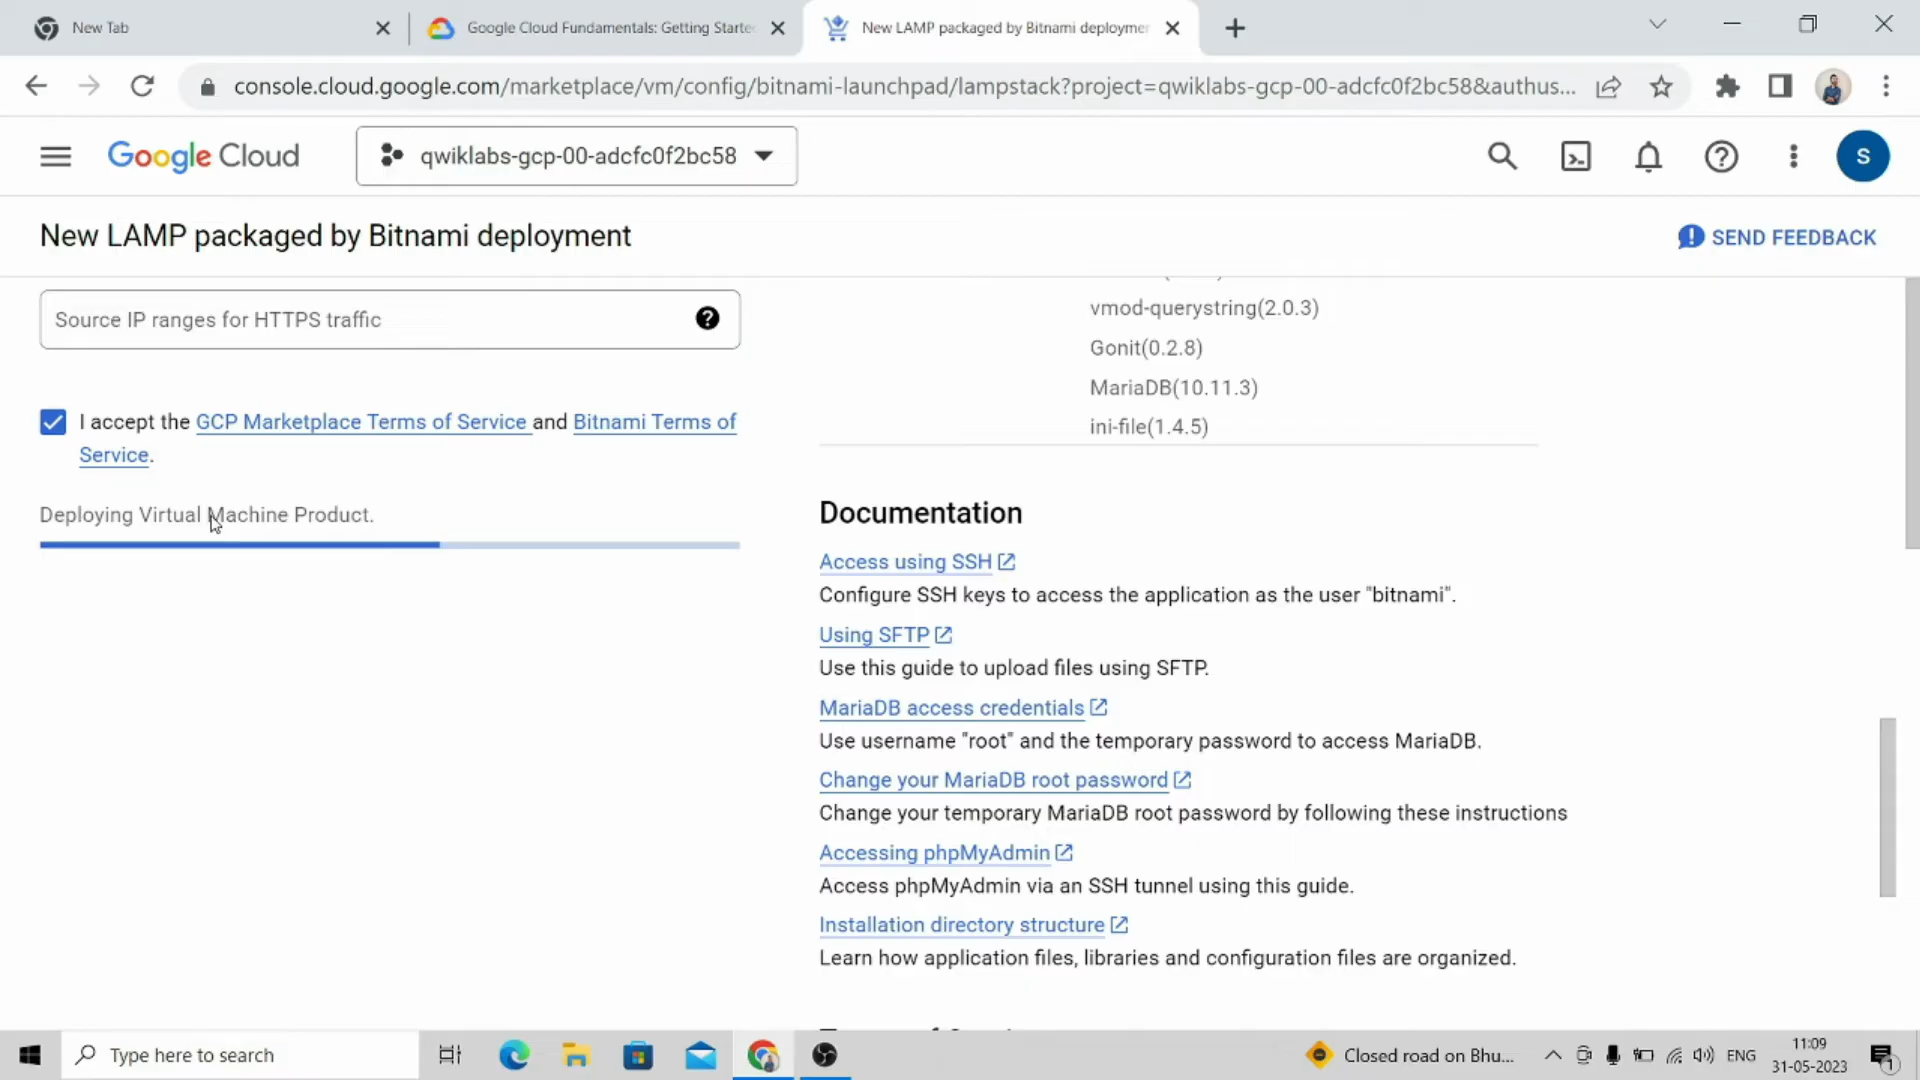 New Tab
Google Cloud Fundamentals: Getting Starte
New LAMP packaged by Bitnami deploymer
console.cloud.google.com/marketplace/vm/config/bitnami-launchpad/lampstack?project=qwiklabs-gcp-00-adcfc0f2bc58&authus...
Google Cloud
qwiklabs-gcp-00-adcfc0f2bc58
S
New LAMP packaged by Bitnami deployment
SEND FEEDBACK
Source IP ranges for HTTPS traffic
I accept the GCP Marketplace Terms of Service and Bitnami Terms of
Service.
Deploying Virtual Machine Product.
vmod-querystring(2.0.3)
Gonit(0.2.8)
MariaDB(10.11.3)
ini-file(1.4.5)
Documentation
Access using SSH
Configure SSH keys to access the application as the user "bitnami".
Using SFTP
Use this guide to upload files using SFTP.
MariaDB access credentials
Use username "root" and the temporary password to access MariaDB.
Change your MariaDB root password
Change your temporary MariaDB root password by following these instructions
Accessing phpMyAdmin
Access phpMyAdmin via an SSH tunnel using this guide.
Installation directory structure
Learn how application files, libraries and configuration files are organized.
Type here to search
Closed road on Bhu...
ENG
11:09
31-05-2023
1